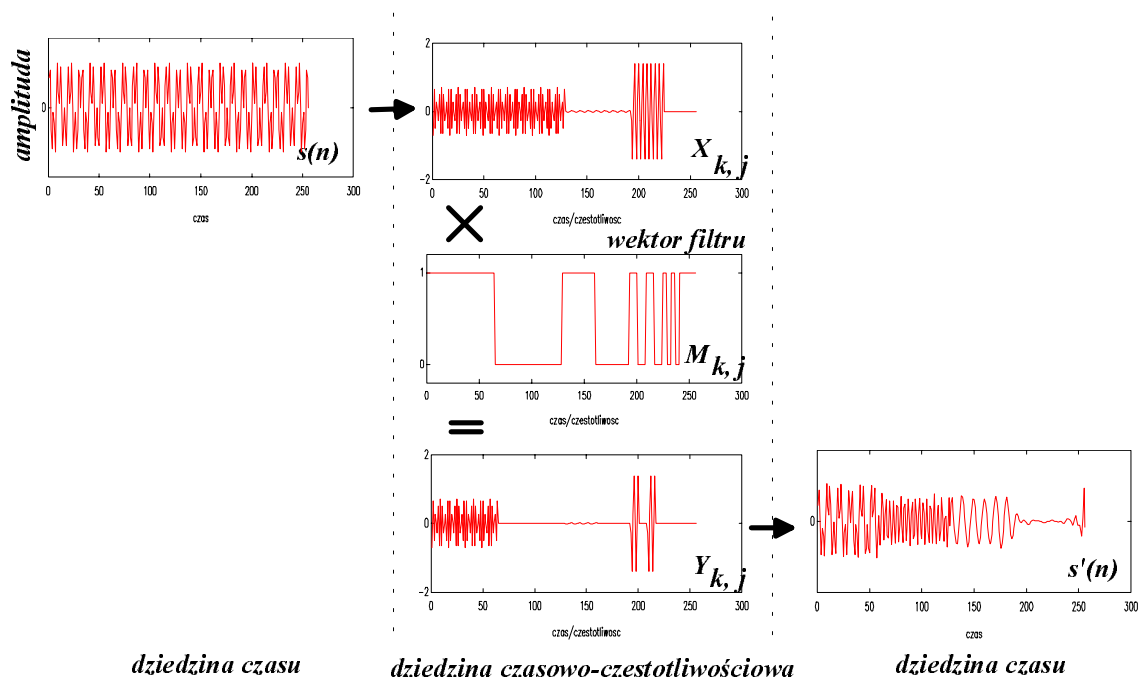 amplituda
0
s(n)
0 50 100 150 200 250 300
czas
2
0
-2
X k, j
0 50 100 150 200 250 300
czas/czestotliwosc
×
wektor filtru
1
0
M k, j
0 50 100 150 200 250 300
czas/czestotliwosc
=
2
0
-2
Y k, j
0 50 100 150 200 250 300
czas/czestotliwosc
0
s'(n)
0 50 100 150 200 250 300
czas
dziedzina czasu
dziedzina czasowo-czestotliwościowa
dziedzina czasu